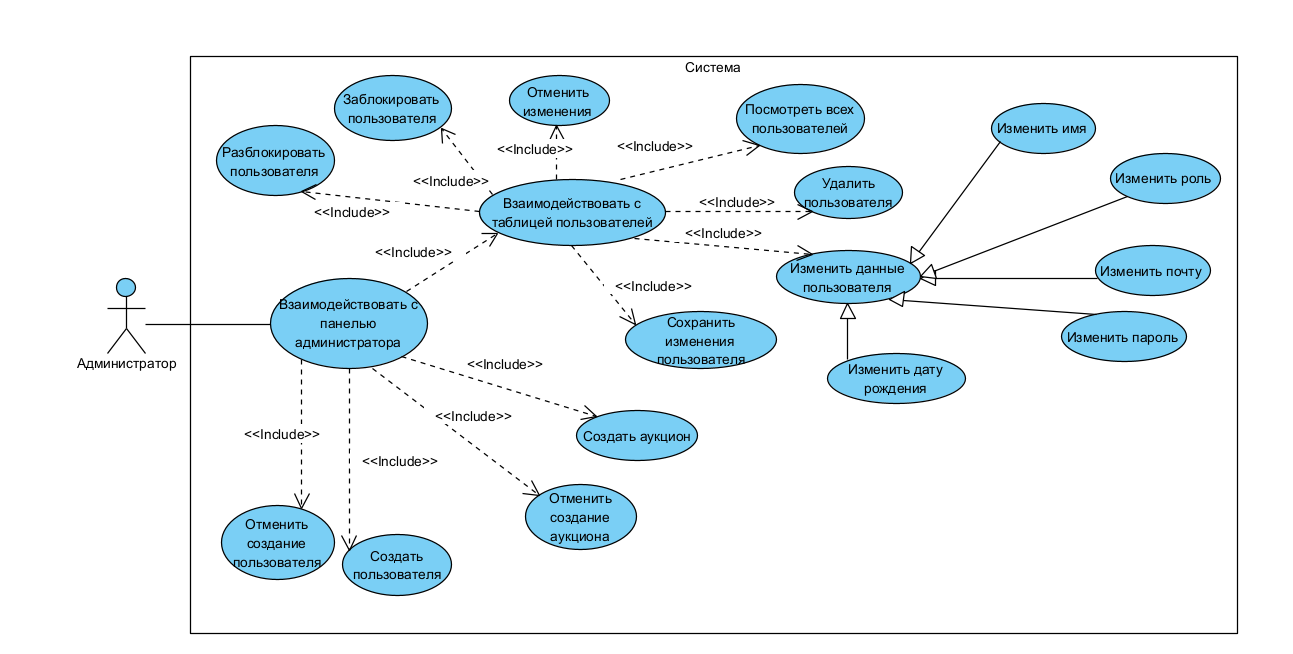 Система
Заблокировать
пользователя
Отменить
изменения
Посмотреть всех
пользователей
Изменить имя
Разблокировать
пользователя
<<Include>>
<<Include>>
<<Include>>
<<Include>>
Удалить
пользователя
Изменить роль
<<Include>>
Взаимодействовать с
таблицей пользователей
<<Include>>
<<Include>>
Изменить данные
пользователя
Изменить почту
<<Include>>
<<Include>>
Взаимодействовать с
панелью
администратора
Сохранить
изменения
пользователя
Изменить пароль
Администратор
<<Include>>
Изменить дату
рождения
<<Include>>
<<Include>>
Создать аукцион
<<Include>>
Отменить
создание
аукциона
Отменить
создание
пользователя
Создать
пользователя